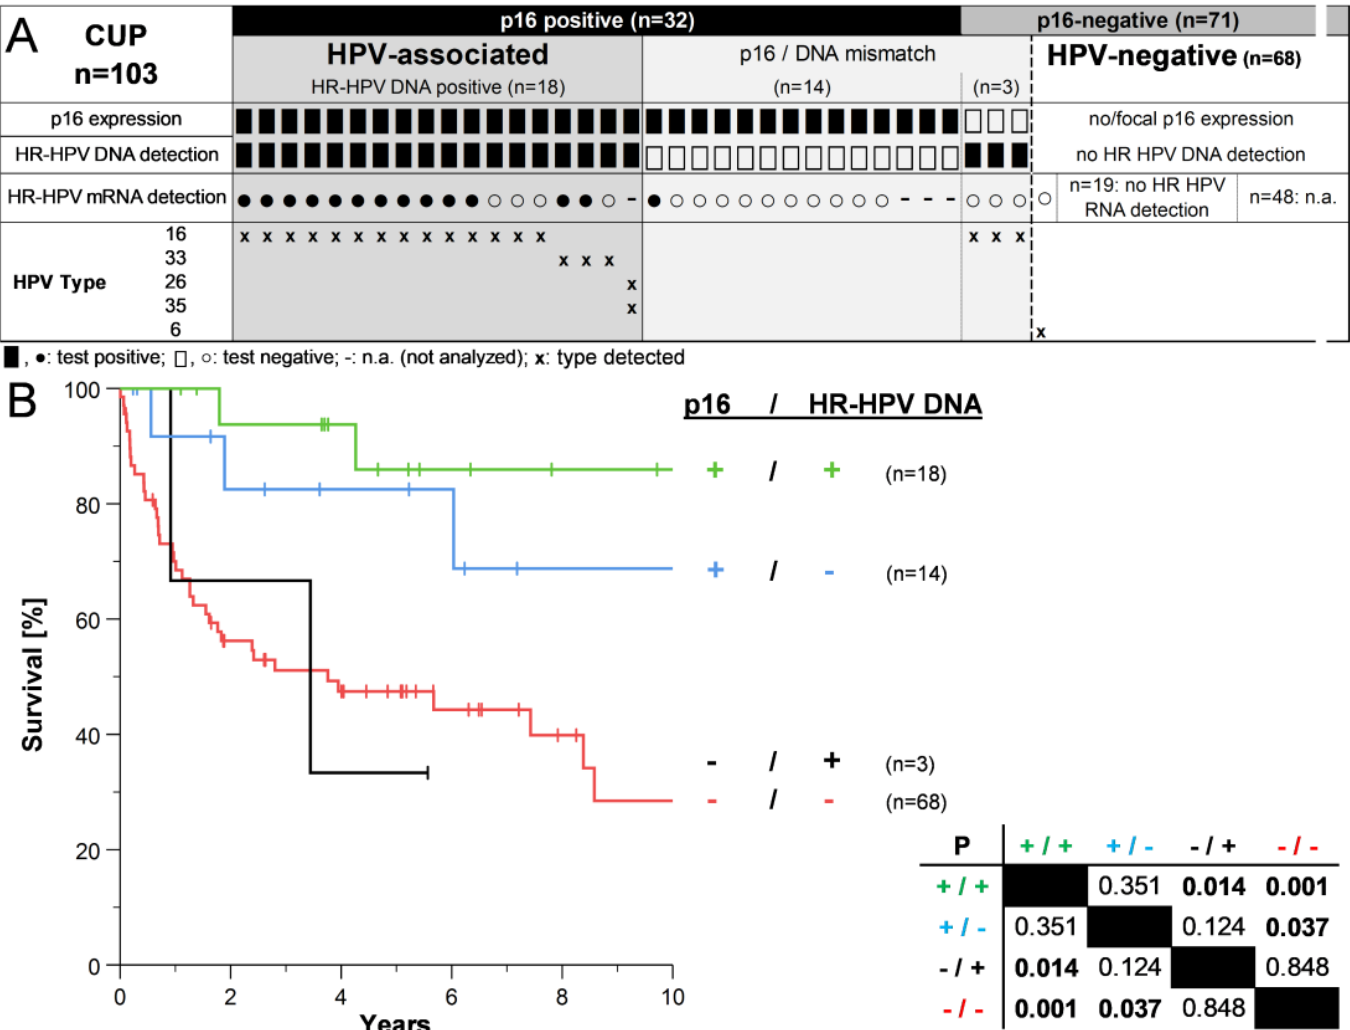 A
CUP
n=103
p16 positive (n=32)
p16-negative (n=71)
HPV-associated
HR-HPV DNA positive (n=18)
p16 / DNA mismatch
(n=14)
(n=3)
HPV-negative (n=68)
p16 expression
no/focal p16 expression
HR-HPV DNA detection
no HR HPV DNA detection
HR-HPV mRNA detection
- - - -
n=19: no HR HPV
RNA detection
n=48: n.a.
HPV Type
16 x x x x x x x x x x x x x x x x x
33 x x x
26 x
35 x
6 x
■ , ●: test positive; □, ○: test negative; -: n.a. (not analyzed); x: type detected
B
p16 / HR-HPV DNA
+ / + (n=18)
+ / - (n=14)
- / + (n=3)
- / - (n=68)
Survival [%]
100
80
60
40
20
0
0 2 4 6 8 10
Years
P +/+ +/- -/+ -/-
+/+ 0.351 0.014 0.001
+/- 0.351 0.124 0.037
-/+ 0.014 0.124 0.848
-/- 0.001 0.037 0.848